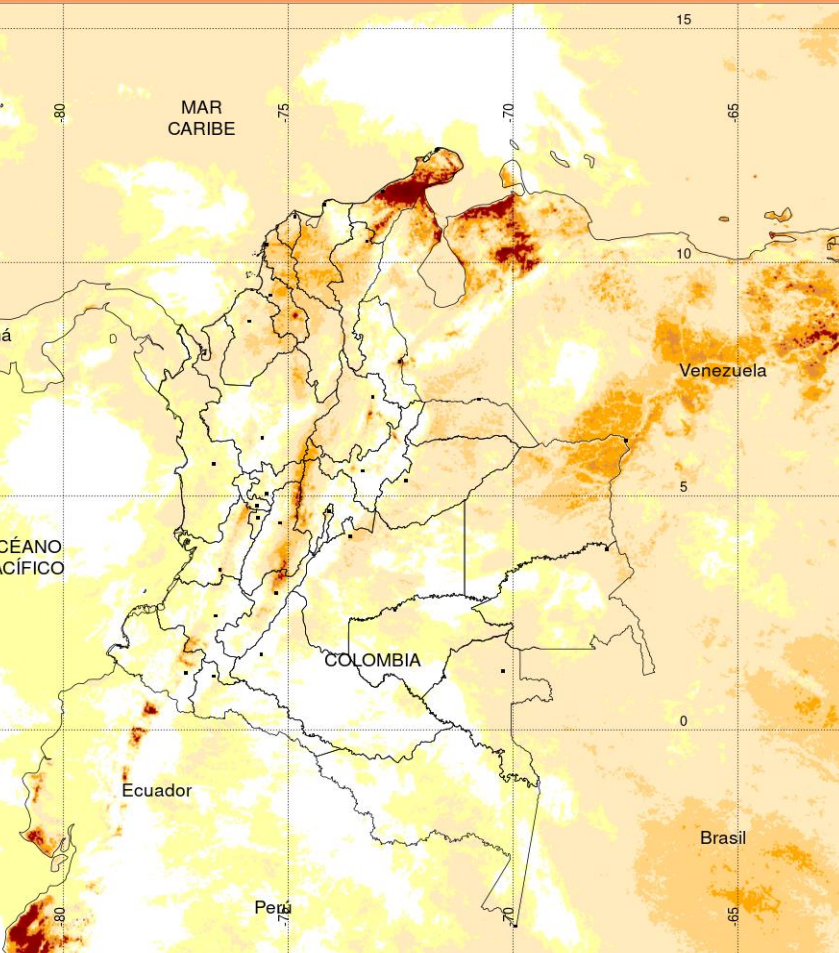 15
-80
-75
-70
-65
MAR
CARIBE
10
á
Venezuela
5
CÉANO
ACÍFICO
COLOMBIA
0
Ecuador
Brasil
Perú
-80
-75
-70
-65